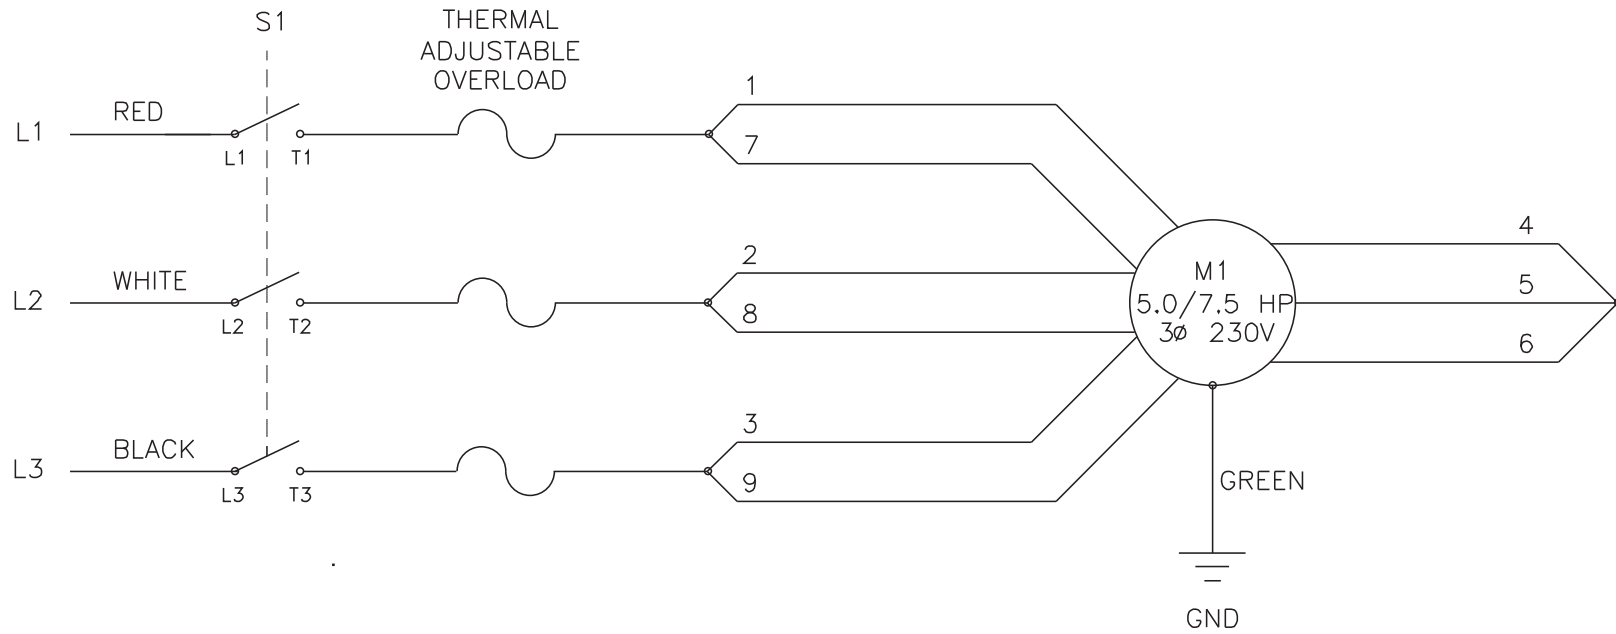 S1
THERMAL
ADJUSTABLE
OVERLOAD
L1
RED
L1
T1
1
7
L2
WHITE
L2
T2
2
8
M1
5.0/7.5 HP
3ø 230V
4
5
6
L3
BLACK
L3
T3
3
9
GREEN
GND